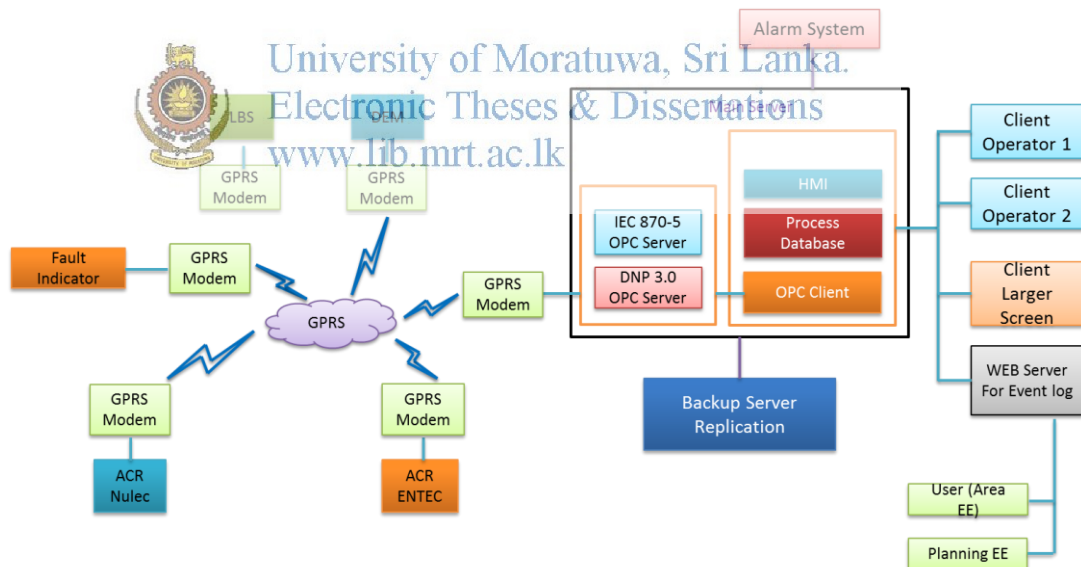 Alarm System
University of Moratuwa, Sri Lanka.
Electronic Theses & Dissertations
www.lib.mrt.ac.lk
Main Server
LBS
DEM
GPRS
Modem
GPRS
Modem
HMI
Client
Operator 1
IEC 870-5
OPC Server
Process
Database
Client
Operator 2
Fault
Indicator
GPRS
Modem
GPRS
Modem
DNP 3.0
OPC Server
OPC Client
Client
Larger
Screen
GPRS
GPRS
Modem
GPRS
Modem
Backup Server
Replication
WEB Server
For Event log
ACR
Nulec
ACR
ENTEC
User (Area
EE)
Planning EE